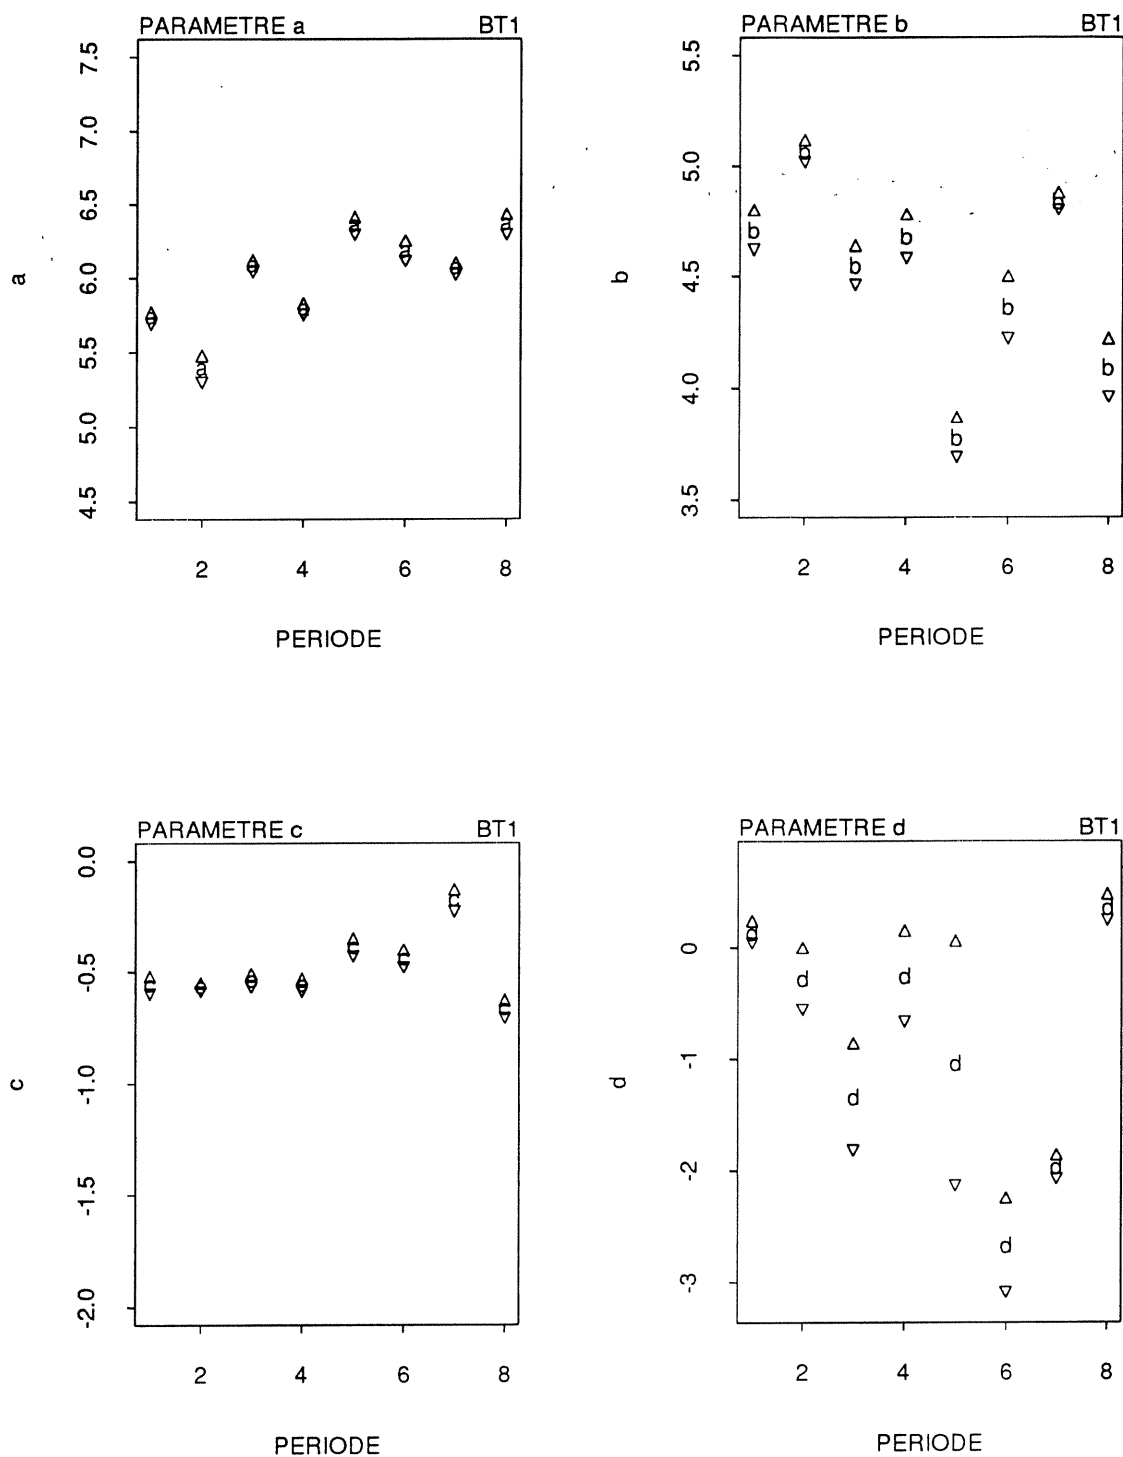 PARAMETRE a BT1
7.5
7.0
6.5
6.0
5.5
5.0
4.5
a
a a a a a a a a
2 4 6 8
PERIODE
PARAMETRE b BT1
5.5
5.0
4.5
4.0
3.5
b
b b b b b b b b
2 4 6 8
PERIODE
PARAMETRE c BT1
0.0
-0.5
-1.0
-1.5
-2.0
c
c c c c c c c c
2 4 6 8
PERIODE
PARAMETRE d BT1
0
-1
-2
-3
d
d d d d d d d d
2 4 6 8
PERIODE